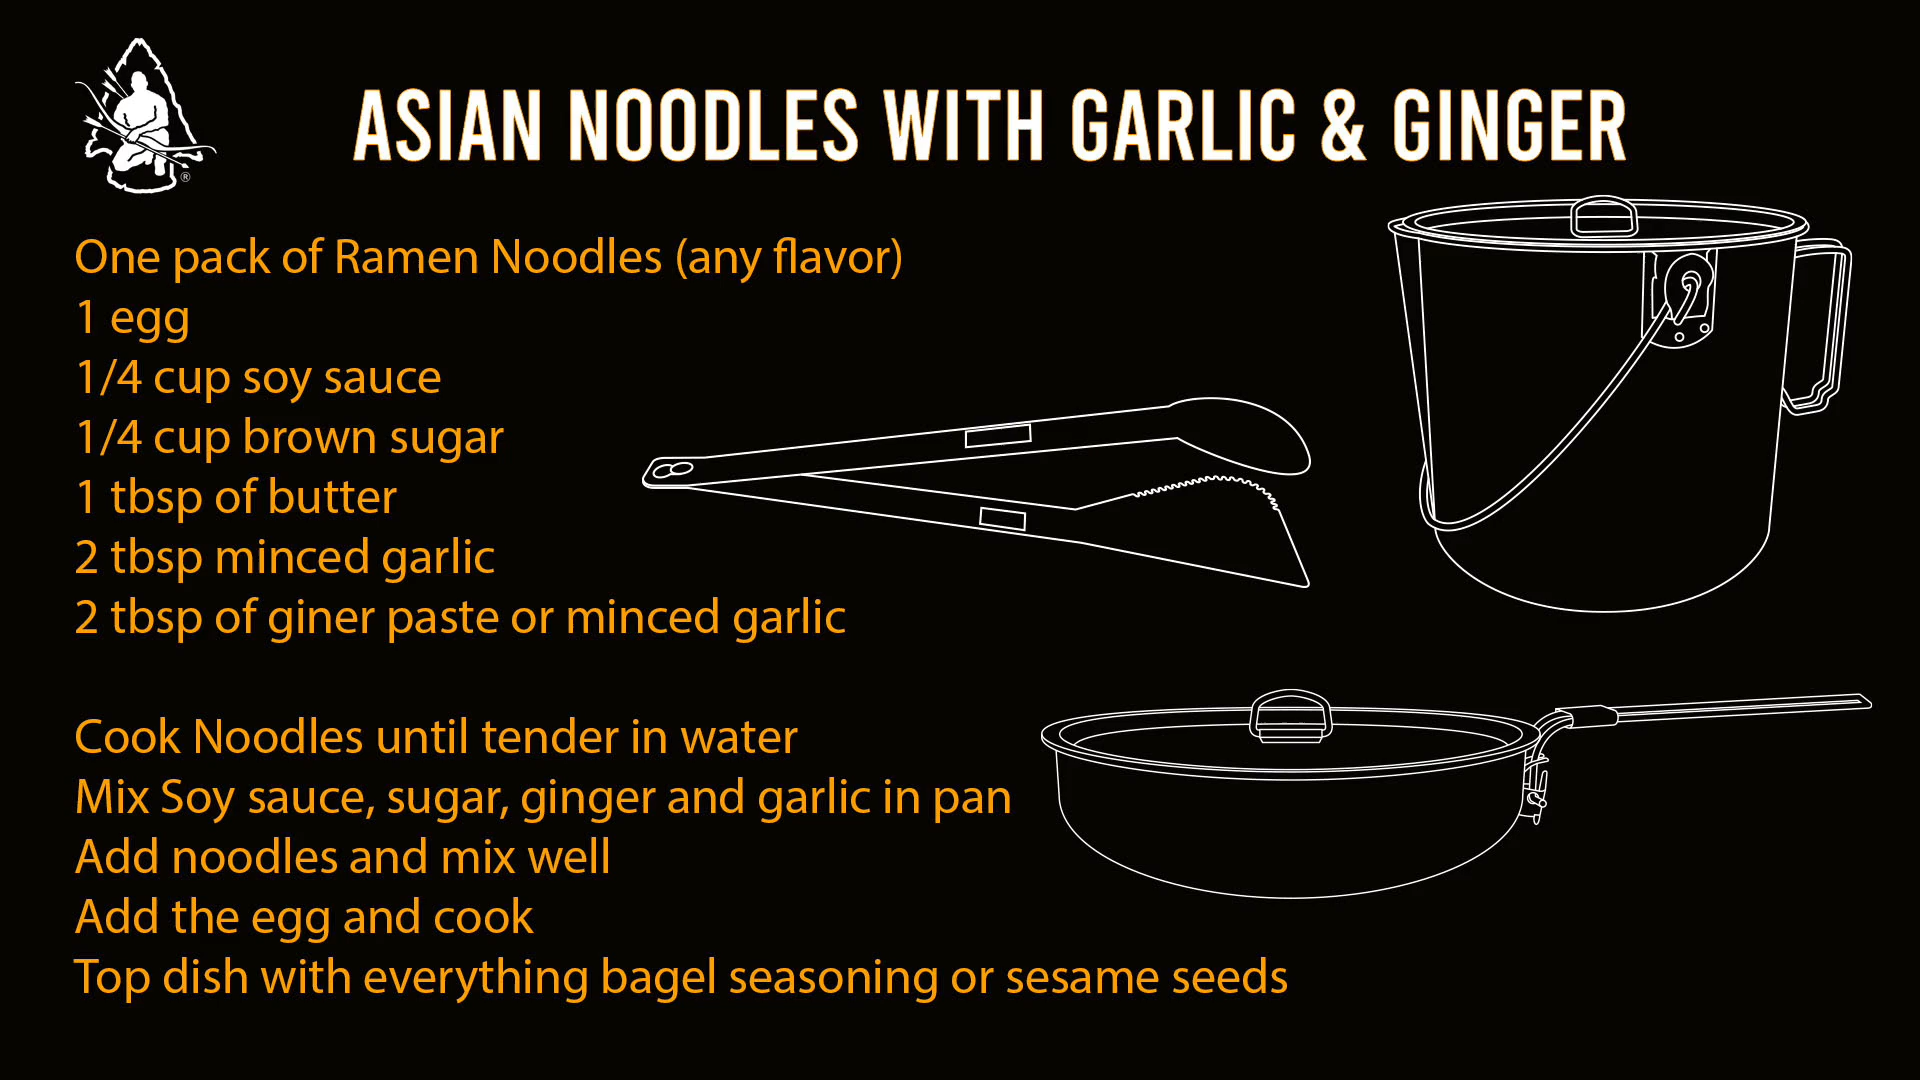 ASIAN NOODLES WITH GARLIC & GINGER
One pack of Ramen Noodles (any flavor)
1 egg
1/4 cup soy sauce
1/4 cup brown sugar
1 tbsp of butter
2 tbsp minced garlic
2 tbsp of giner paste or minced garlic
Cook Noodles until tender in water
Mix Soy sauce, sugar, ginger and garlic in pan
Add noodles and mix well
Add the egg and cook
Top dish with everything bagel seasoning or sesame seeds
®